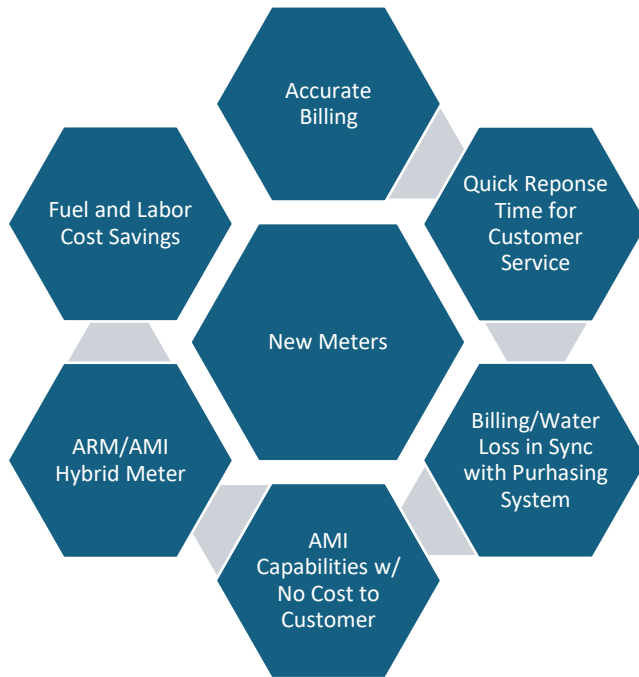 Accurate
Billing
Quick Reponse
Time for
Customer
Service
Fuel and Labor
Cost Savings
New Meters
Billing/Water
Loss in Sync
with Purhasing
System
ARM/AMI
Hybrid Meter
AMI
Capabilities w/
No Cost to
Customer